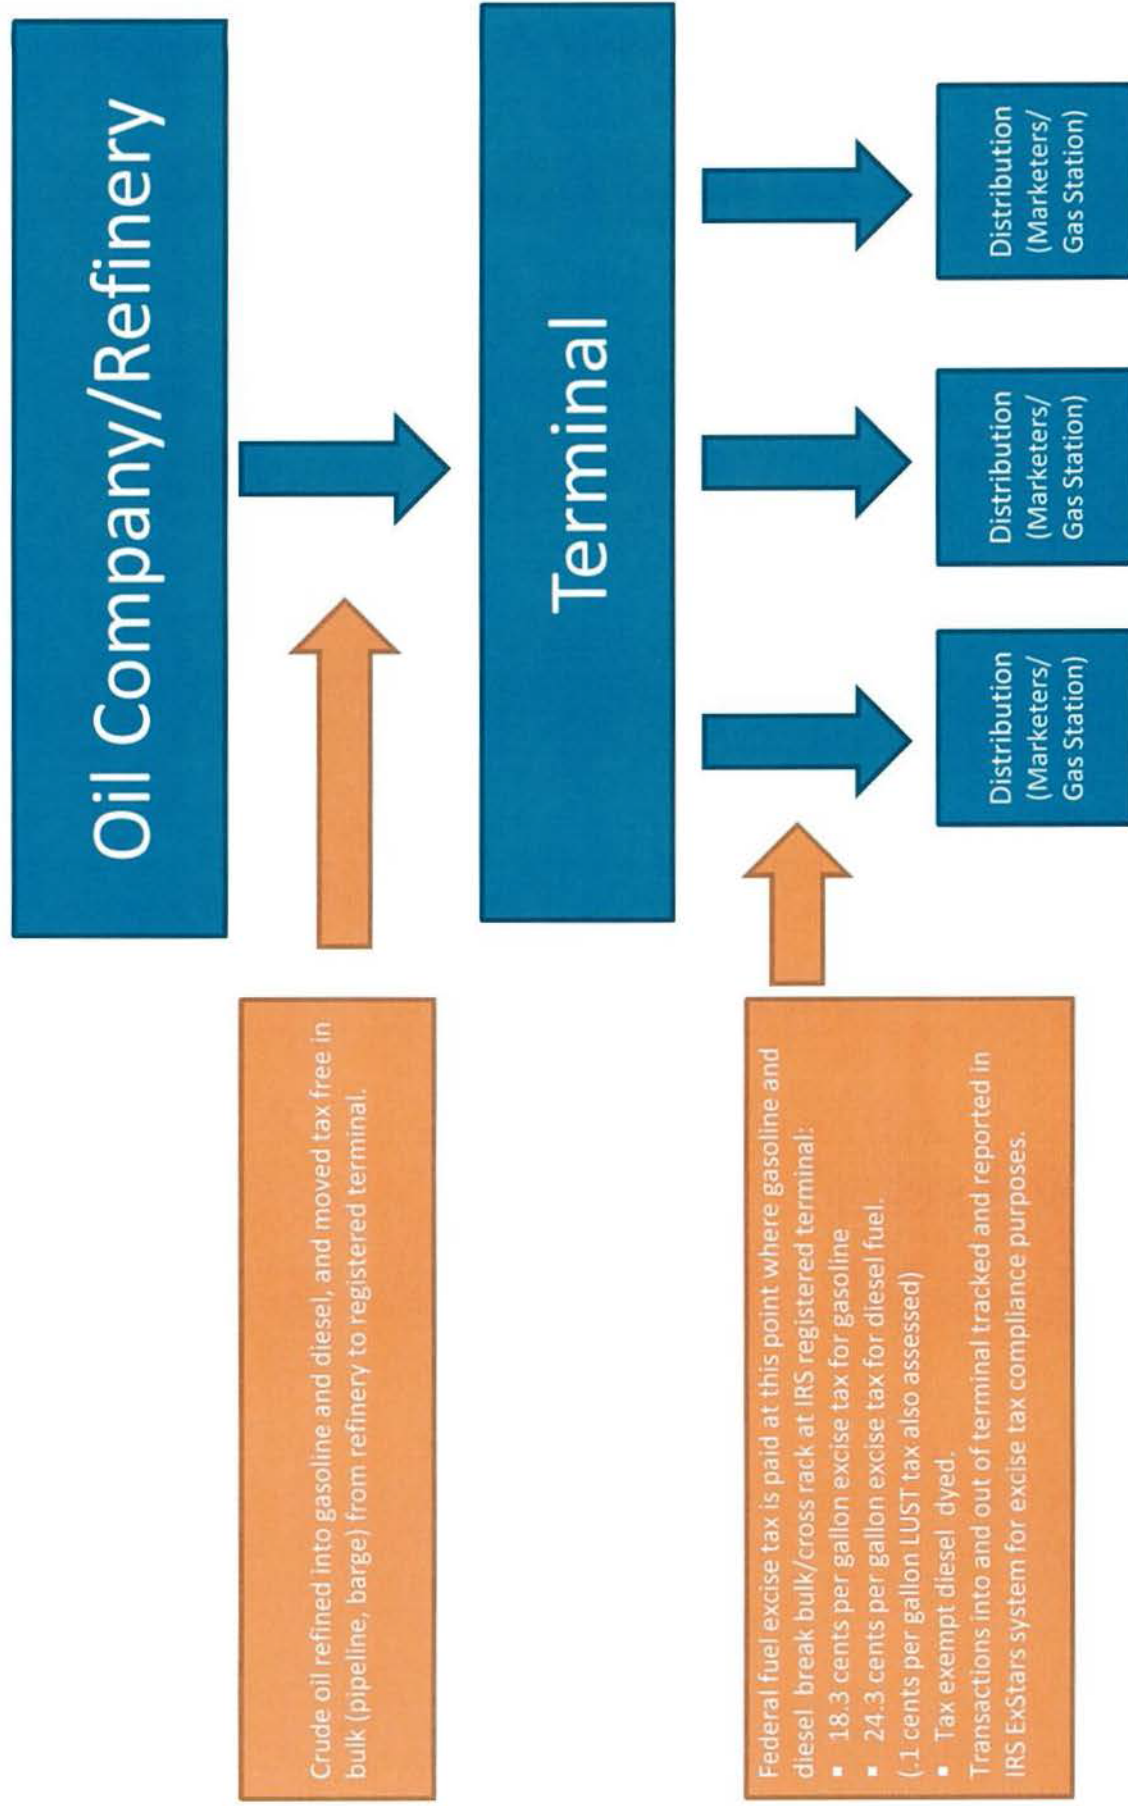 Oil Company/Refinery
Crude oil refined into gasoline and diesel, and moved tax free in
bulk (pipeline, barge) from refinery to registered terminal.
Terminal
Federal fuel excise tax is paid at this point where gasoline and
diesel break bulk/cross rack at IRS registered terminal:
▪ 18.3 cents per gallon excise tax for gasoline
▪ 24.3 cents per gallon excise tax for diesel fuel.
(.1 cents per gallon LUST tax also assessed)
▪ Tax exempt diesel dyed.
Transactions into and out of terminal tracked and reported in
IRS ExStars system for excise tax compliance purposes.
Distribution
(Marketers/
Gas Station)
Distribution
(Marketers/
Gas Station)
Distribution
(Marketers/
Gas Station)